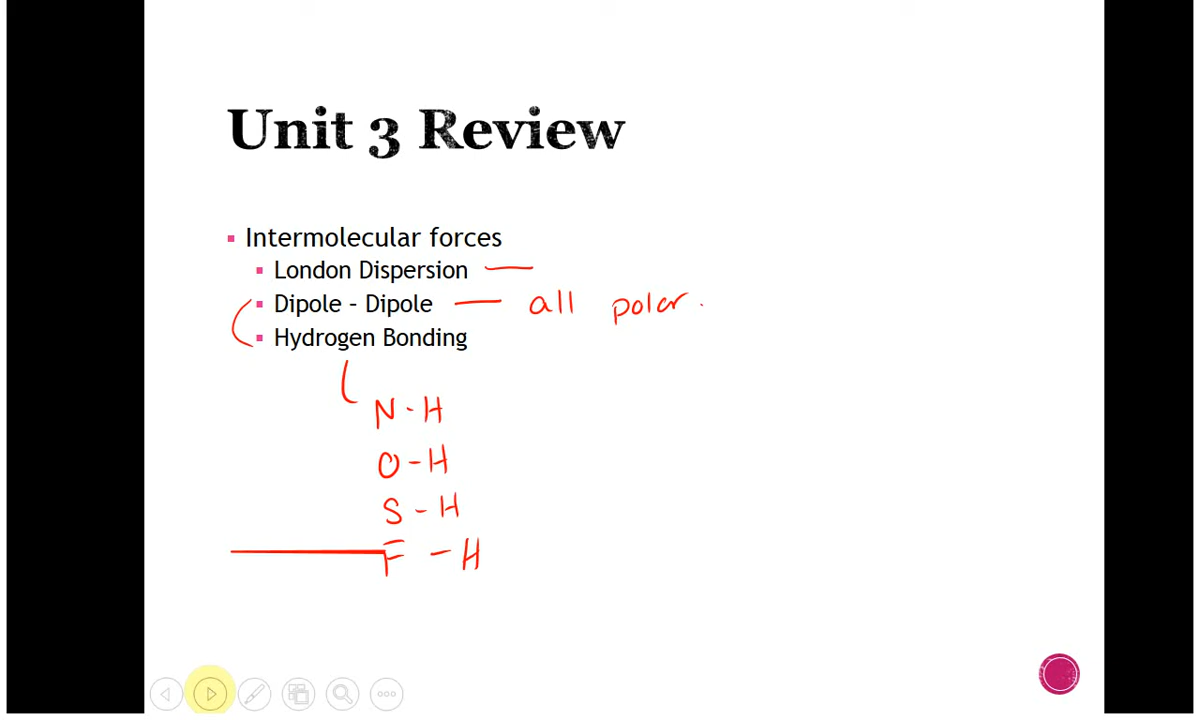 Unit 3 Review
Intermolecular forces
London Dispersion —
Dipole – Dipole — all polar.
Hydrogen Bonding
N-H
O-H
S-H
F-H